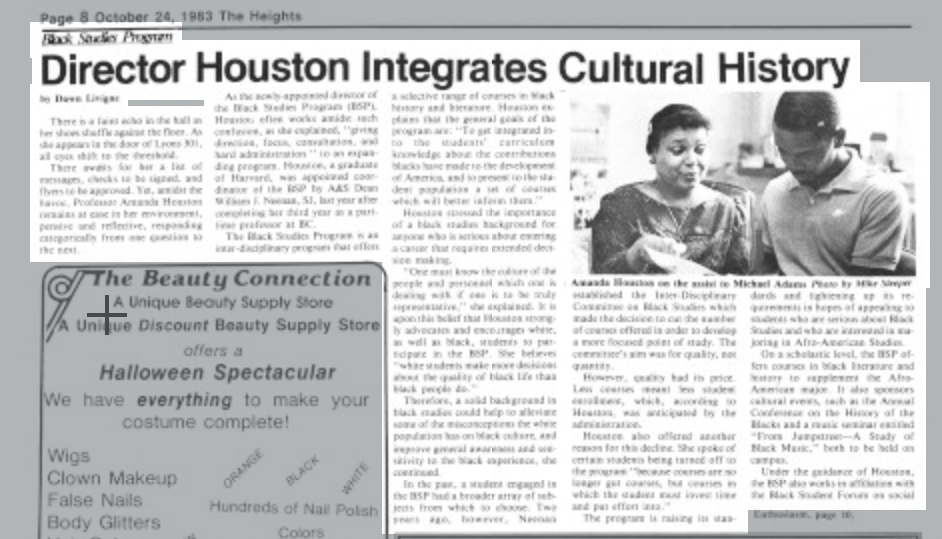 Page 8 October 24, 1983 The Heights
Black Studies Program
Director Houston Integrates Cultural History
by Dawn Livigne
There is a faint echo in the hall as
her shoes shuffle against the floor. As
she appears in the door of Lyons 301,
all eyes shift to the threshold.
There awaits for her a list of
messages, checks to be signed, and
flyers to be approved. Yet, amidst the
havoc, Professor Amanda Houston
remains at ease in her environment,
pensive and reflective, responding
categorically from one question to
the next.
As the newly-appointed director of
the Black Studies Program (BSP),
Houston often works amidst such
confusion, as she explained, "giving
direction, focus, consultation, and
hard administration" to an expan-
ding program. Houston, a graduate
of Harvard, was appointed coor-
dinator of the BSP by A&S Dean
William J. Neenan, SJ, last year after
completing her third year as a part-
time professor at BC.
The Black Studies Program is an
inter-disciplinary program that offers
a selective range of courses in black
history and literature. Houston ex-
plains that the general goals of the
program are: "To get integrated in-
to the students' curriculum
knowledge about the contributions
blacks have made to the development
of America, and to present to the stu-
dent population a set of courses
which will better inform them."
Houston stressed the importance
of a black studies background for
anyone who is serious about entering
a career that requires extended deci-
sion making.
"One must know the culture of the
people and personnel which one is
dealing with if one is to be truly
representative," she explained. It is
upon this belief that Houston strong-
ly advocates and encourages white,
as well as black, students to par-
ticipate in the BSP. She believes
"white students make more decisions
about the quality of black life than
black people do."
Therefore, a solid background in
black studies could help to alleviate
some of the misconceptions the white
population has on black culture, and
improve general awareness and sen-
sitivity to the black experience, she
continued.
In the past, a student engaged in
the BSP had a broader array of sub-
jects from which to choose. Two
years ago, however, Neenan
Amanda Houston on the assist to Michael Adams Photo by Mike Sleeper
established the Inter-Disciplinary
Committee on Black Studies which
made the decision to cut the number
of courses offered in order to develop
a more focused point of study. The
committee's aim was for quality, not
quantity.
However, quality had its price.
Less courses meant less student
enrollment, which, according to
Houston, was anticipated by the
administration.
Houston also offered another
reason for this decline. She spoke of
certain students being turned off to
the program "because courses are no
longer gut courses, but courses in
which the student must invest time
and put effort into."
The program is raising its stan-
dards and tightening up its re-
quirements in hopes of appealing to
students who are serious about Black
Studies and who are interested in ma-
joring in Afro-American Studies.
On a scholastic level, the BSP of-
fers courses in black literature and
history to supplement the Afro-
American major. It also sponsors
cultural events, such as the Annual
Conference on the History of the
Blacks and a music seminar entitled
"From Jumpstreet—A Study of
Black Music," both to be held on
campus.
Under the guidance of Houston,
the BSP also works in affiliation with
the Black Student Forum on social
Enthusiasm, page 10.
The Beauty Connection
A Unique Beauty Supply Store
A Unique Discount Beauty Supply Store
offers a
Halloween Spectacular
We have everything to make your
costume complete!
Wigs
Clown Makeup
False Nails
Body Glitters
ORANGE
BLACK
WHITE
Hundreds of Nail Polish
Colors